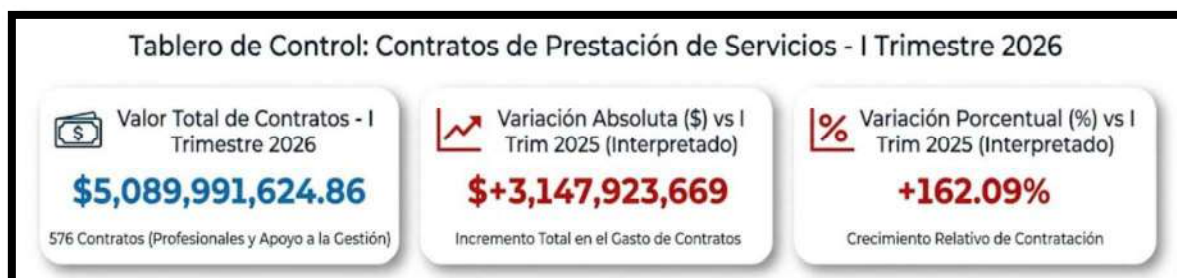 Tablero de Control: Contratos de Prestación de Servicios - I Trimestre 2026
$
Valor Total de Contratos - I
Trimestre 2026
$5,089,991,624.86
576 Contratos (Profesionales y Apoyo a la Gestión)
Variación Absoluta ($) vs I
Trim 2025 (Interpretado)
$+3,147,923,669
Incremento Total en el Gasto de Contratos
%
Variación Porcentual (%) vs I
Trim 2025 (Interpretado)
+162.09%
Crecimiento Relativo de Contratación